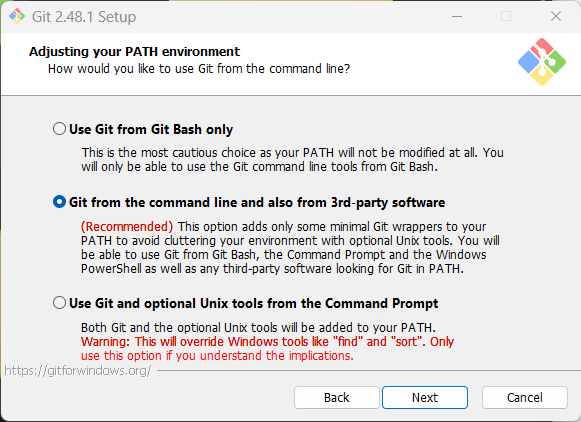 Git 2.48.1 Setup
Adjusting your PATH environment
How would you like to use Git from the command line?
Use Git from Git Bash only
This is the most cautious choice as your PATH will not be modified at all. You
will only be able to use the Git command line tools from Git Bash.
Git from the command line and also from 3rd-party software
(Recommended) This option adds only some minimal Git wrappers to your
PATH to avoid cluttering your environment with optional Unix tools. You will
be able to use Git from Git Bash, the Command Prompt and the Windows
PowerShell as well as any third-party software looking for Git in PATH.
Use Git and optional Unix tools from the Command Prompt
Both Git and the optional Unix tools will be added to your PATH.
Warning: This will override Windows tools like "find" and "sort". Only
use this option if you understand the implications.
https://gitforwindows.org/
Back
Next
Cancel